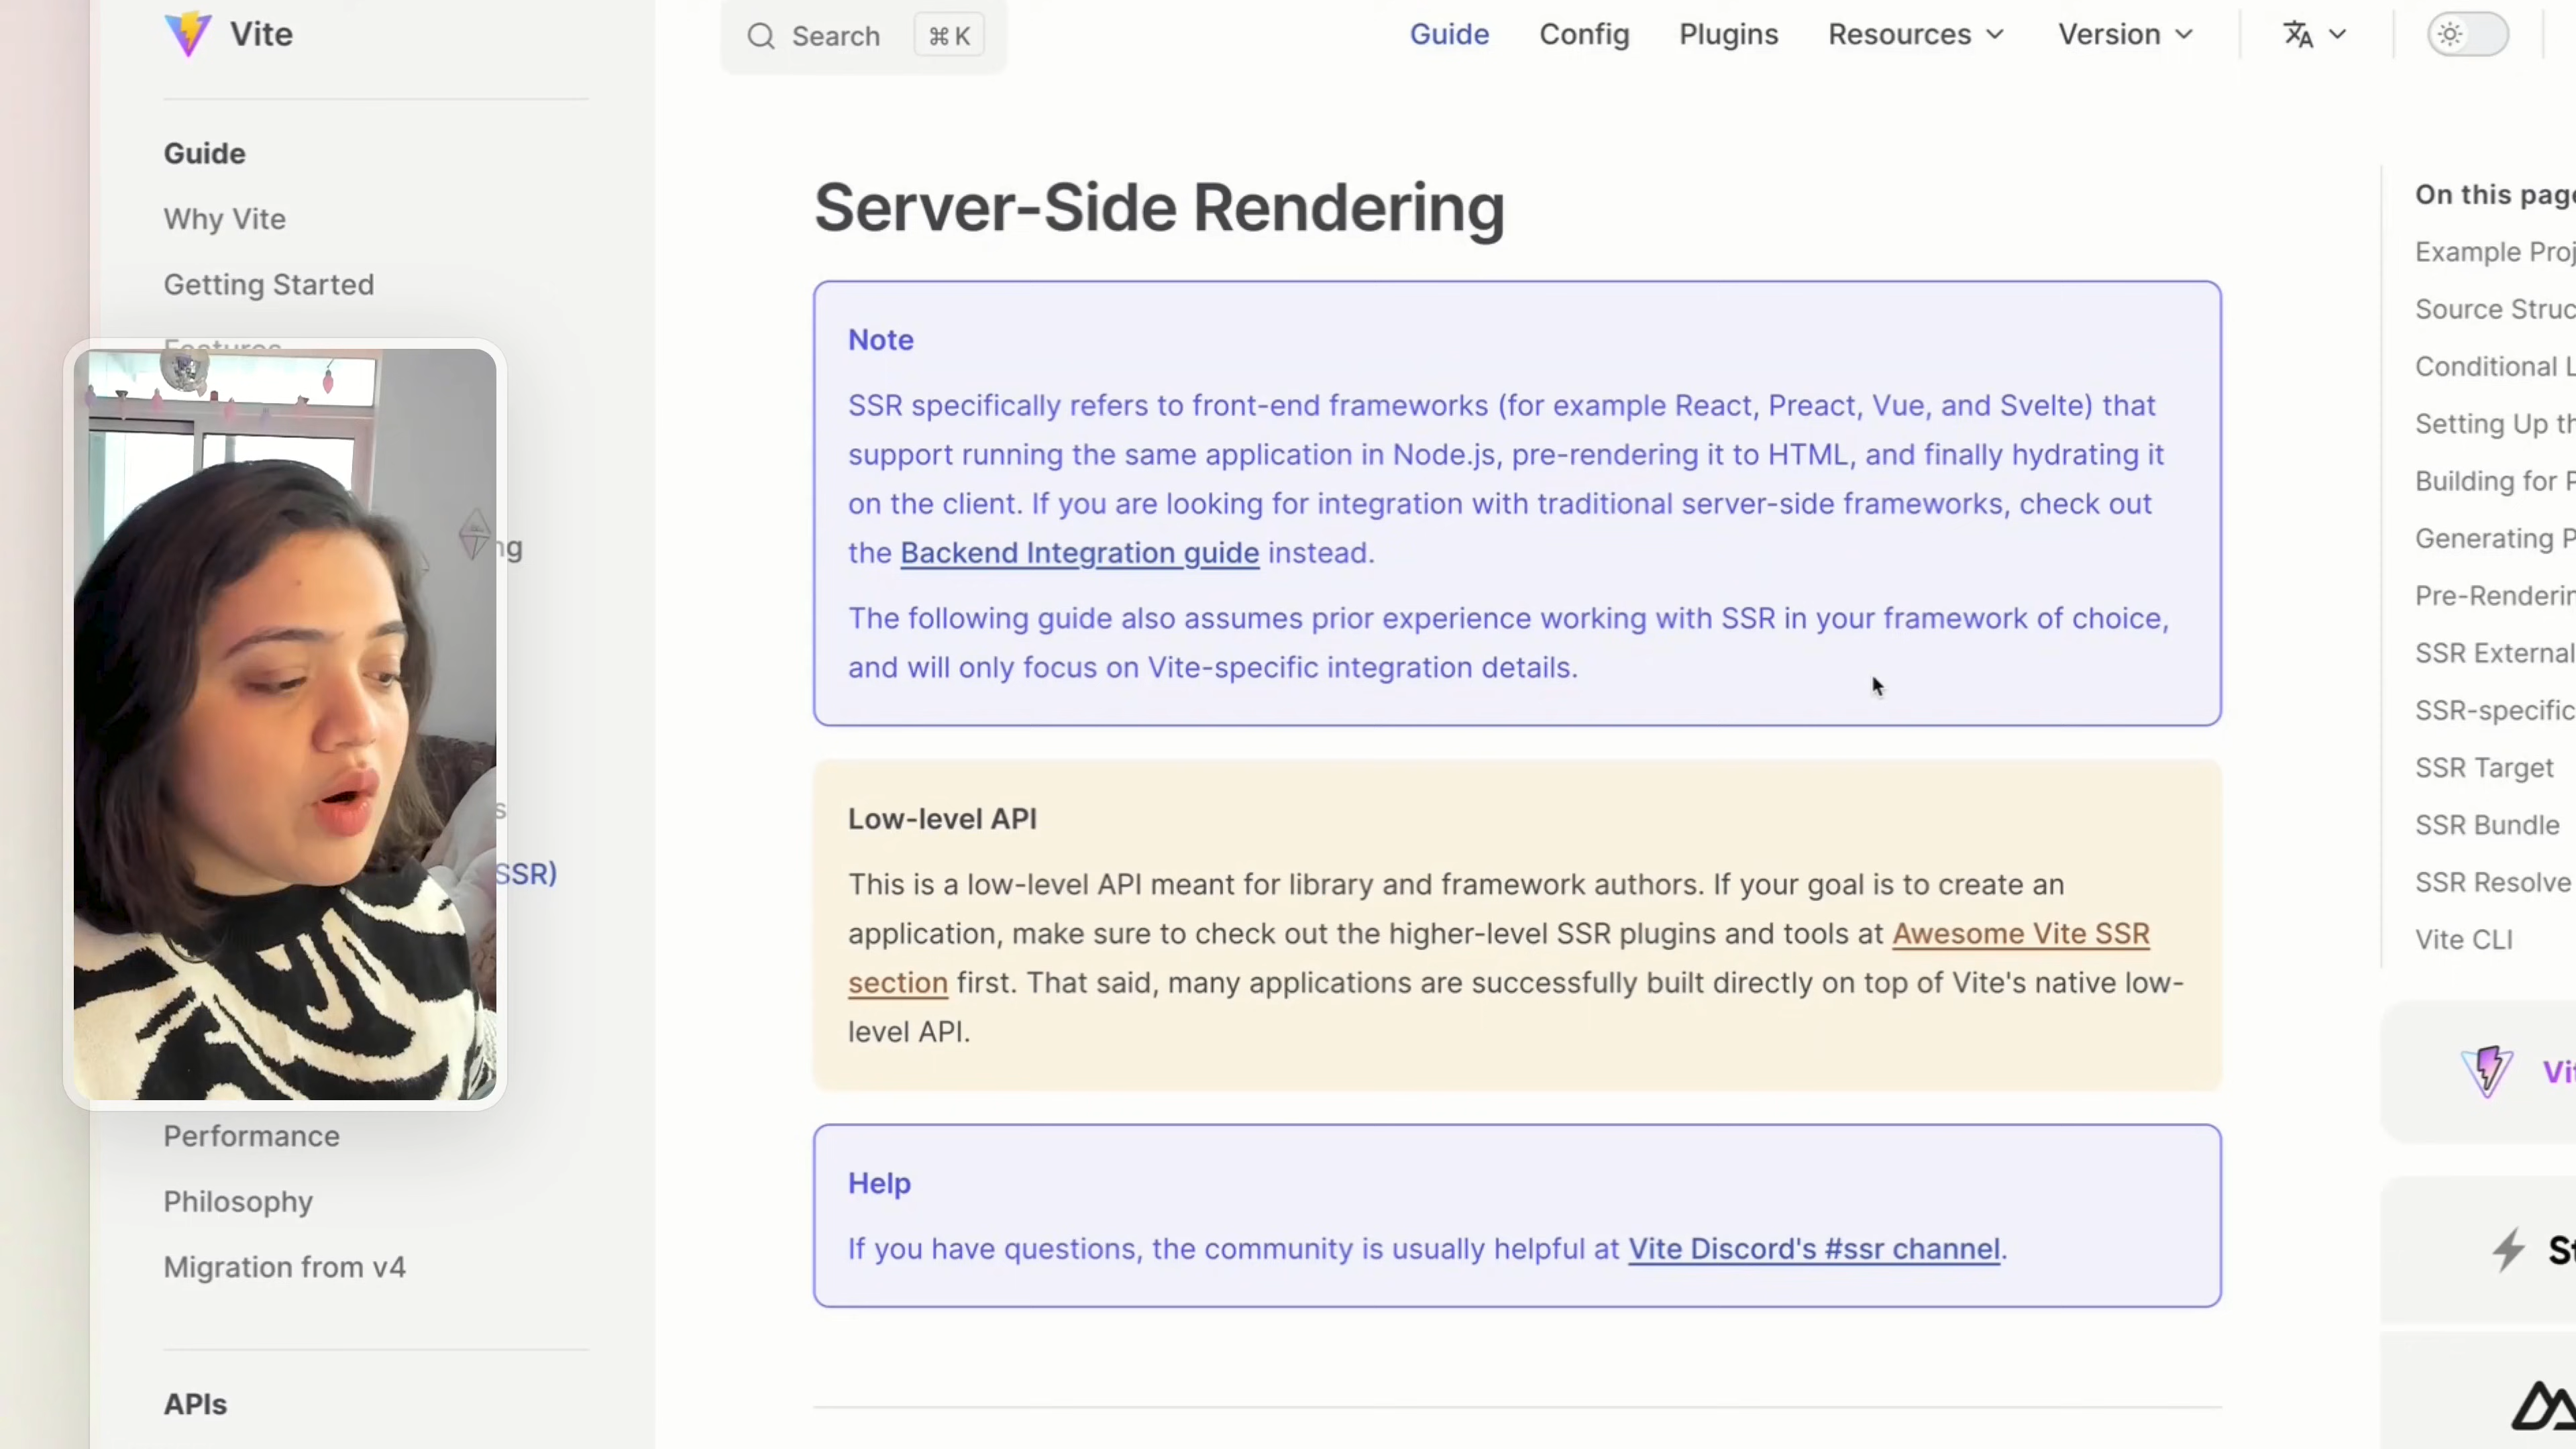 Vite
Search
⌘ K
Guide
Config
Plugins
Resources
Version
Guide
Why Vite
Getting Started
SSR)
Performance
Philosophy
Migration from v4
APIs
Server-Side Rendering
Note
SSR specifically refers to front-end frameworks (for example React, Preact, Vue, and Svelte) that
support running the same application in Node.js, pre-rendering it to HTML, and finally hydrating it
on the client. If you are looking for integration with traditional server-side frameworks, check out
the Backend Integration guide instead.
The following guide also assumes prior experience working with SSR in your framework of choice,
and will only focus on Vite-specific integration details.
Low-level API
This is a low-level API meant for library and framework authors. If your goal is to create an
application, make sure to check out the higher-level SSR plugins and tools at Awesome Vite SSR
section first. That said, many applications are successfully built directly on top of Vite's native low-
level API.
Help
If you have questions, the community is usually helpful at Vite Discord's #ssr channel.
On this page
Example
Source
Conditional
Setting Up
Building for
Generating
Pre-Rendering
SSR External
SSR-specific
SSR Target
SSR Bundle
SSR Resolve
Vite CLI